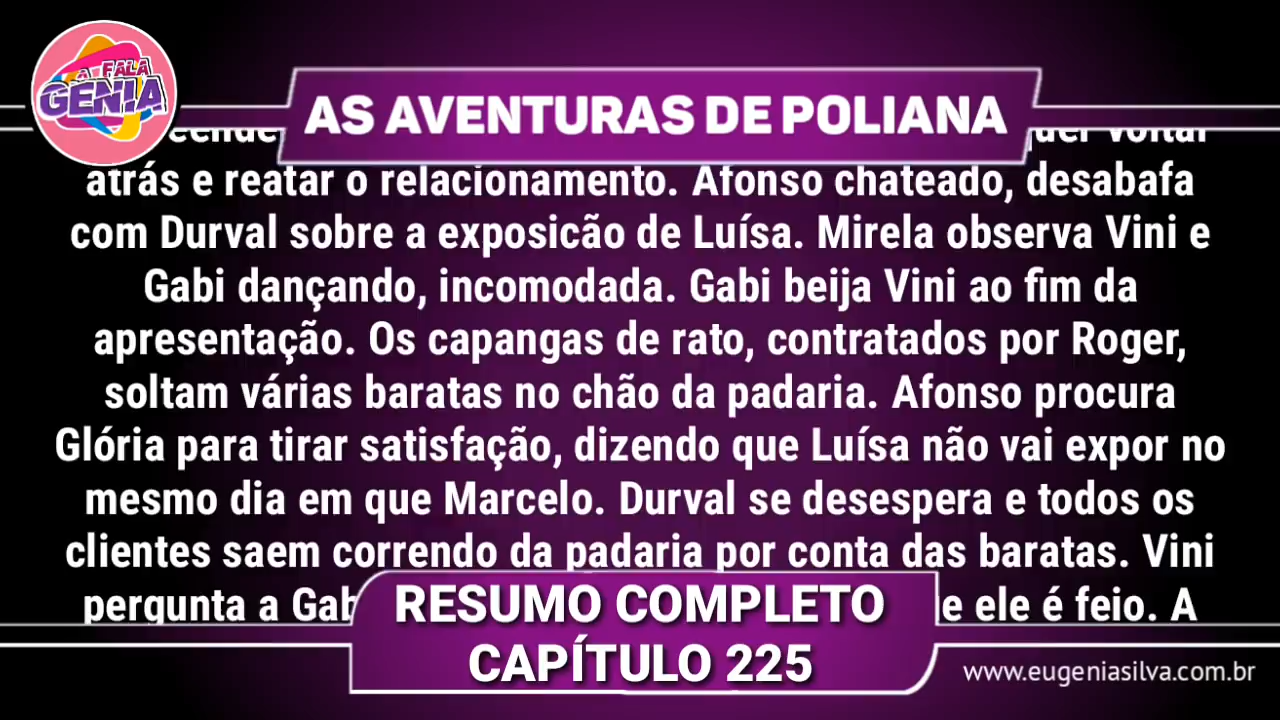 A FALA
GÊNIA
AS AVENTURAS DE POLIANA
voltar
atrás e reatar o relacionamento. Afonso chateado, desabafa
com Durval sobre a exposicão de Luísa. Mirela observa Vini e
Gabi dançando, incomodada. Gabi beija Vini ao fim da
apresentação. Os capangas de rato, contratados por Roger,
soltam várias baratas no chão da padaria. Afonso procura
Glória para tirar satisfação, dizendo que Luísa não vai expor no
mesmo dia em que Marcelo. Durval se desespera e todos os
clientes saem correndo da padaria por conta das baratas. Vini
pergunta a ele é feio. A
RESUMO COMPLETO
CAPÍTULO 225
www.eugeniasilva.com.br